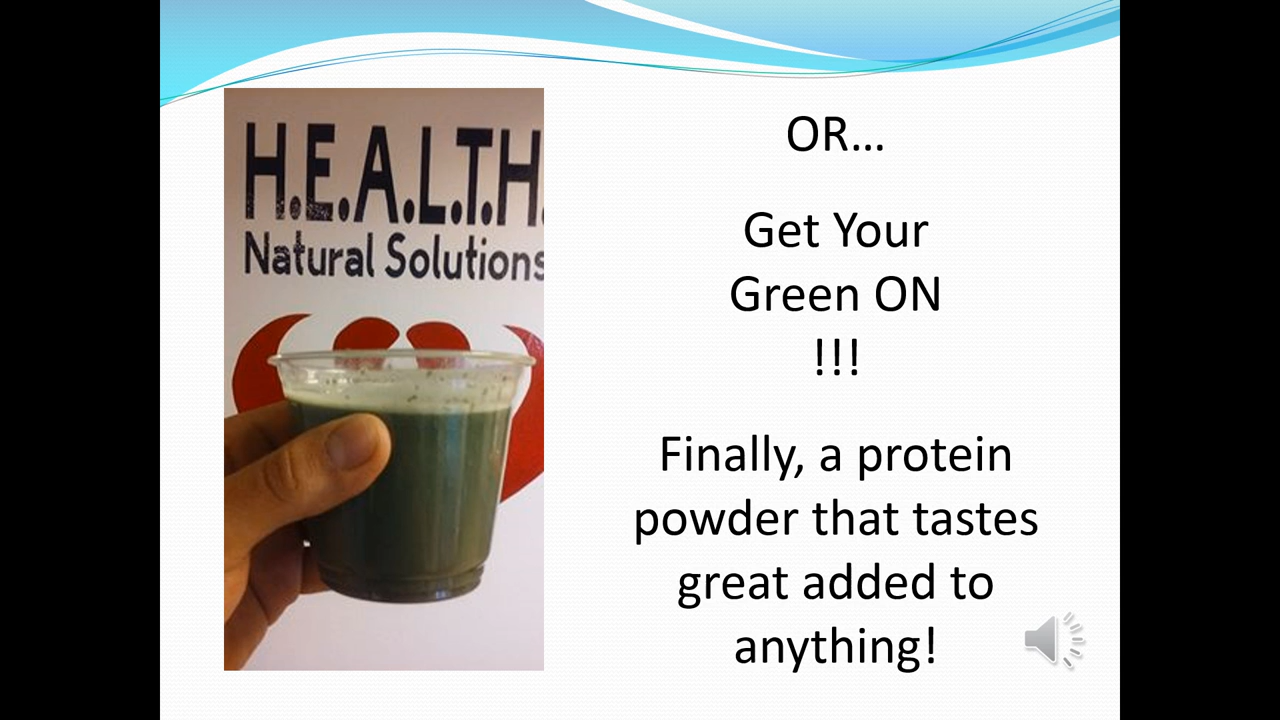 H.E.A.L.T.H.
Natural Solutions
OR…
Get Your
Green ON
!!!
Finally, a protein
powder that tastes
great added to
anything!